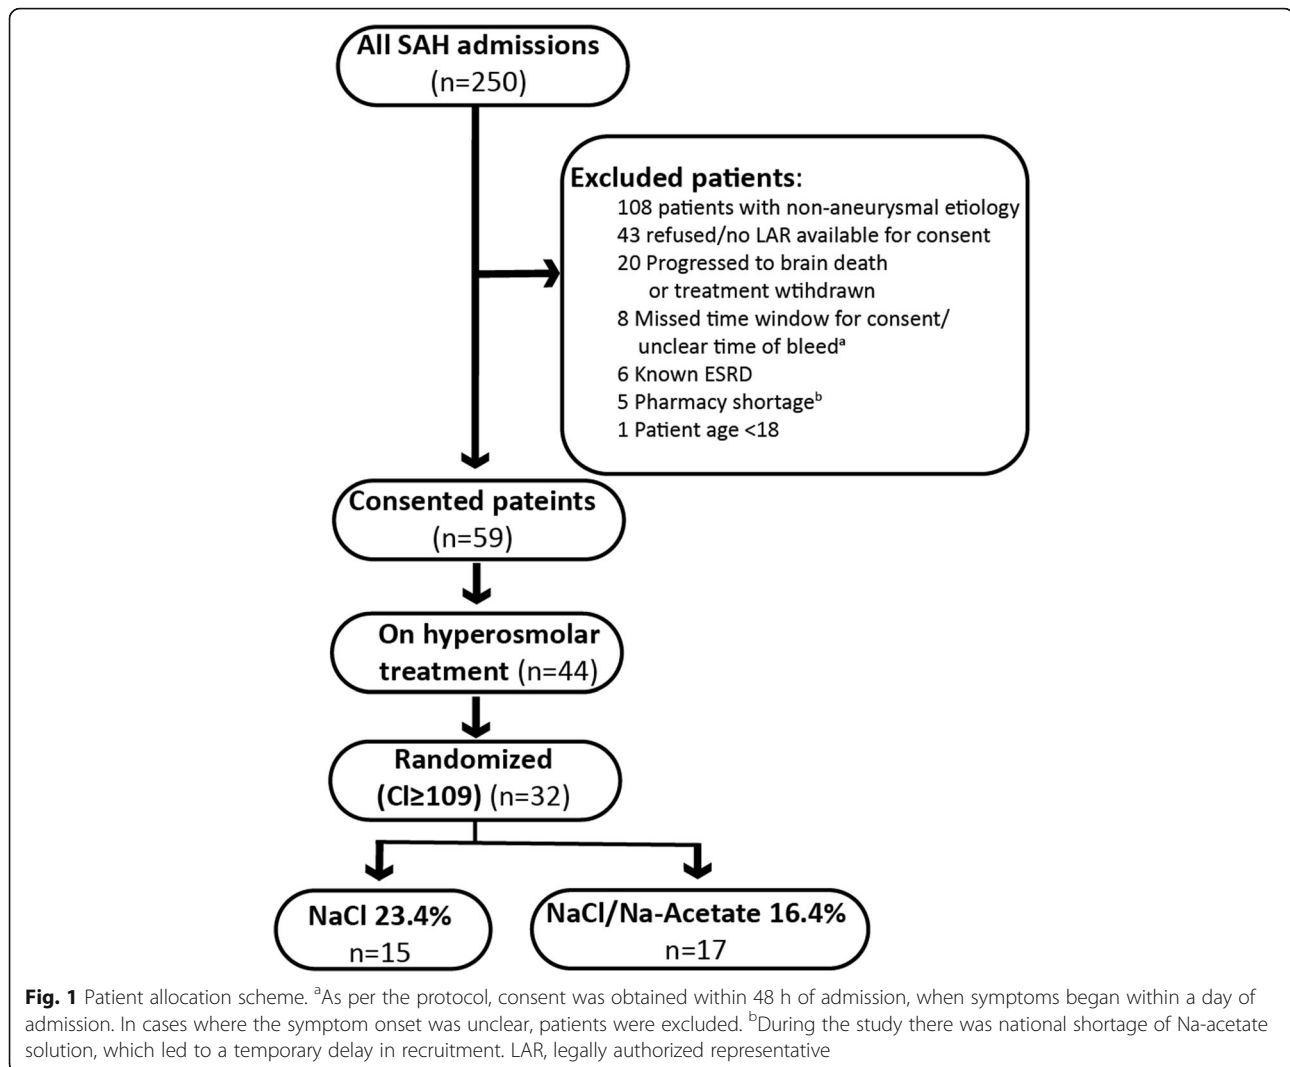 All SAH admissions
(n=250)
Excluded patients:
108 patients with non-aneurysmal etiology
43 refused/no LAR available for consent
20 Progressed to brain death
or treatment wtihdrawn
8 Missed time window for consent/
unclear time of bleedᵃ
6 Known ESRD
5 Pharmacy shortageᵇ
1 Patient age <18
Consented pateints
(n=59)
On hyperosmolar
treatment (n=44)
Randomized
(Cl≥109) (n=32)
NaCl 23.4%
n=15
NaCl/Na-Acetate 16.4%
n=17
Fig. 1 Patient allocation scheme. ᵃAs per the protocol, consent was obtained within 48 h of admission, when symptoms began within a day of
admission. In cases where the symptom onset was unclear, patients were excluded. ᵇDuring the study there was national shortage of Na-acetate
solution, which led to a temporary delay in recruitment. LAR, legally authorized representative